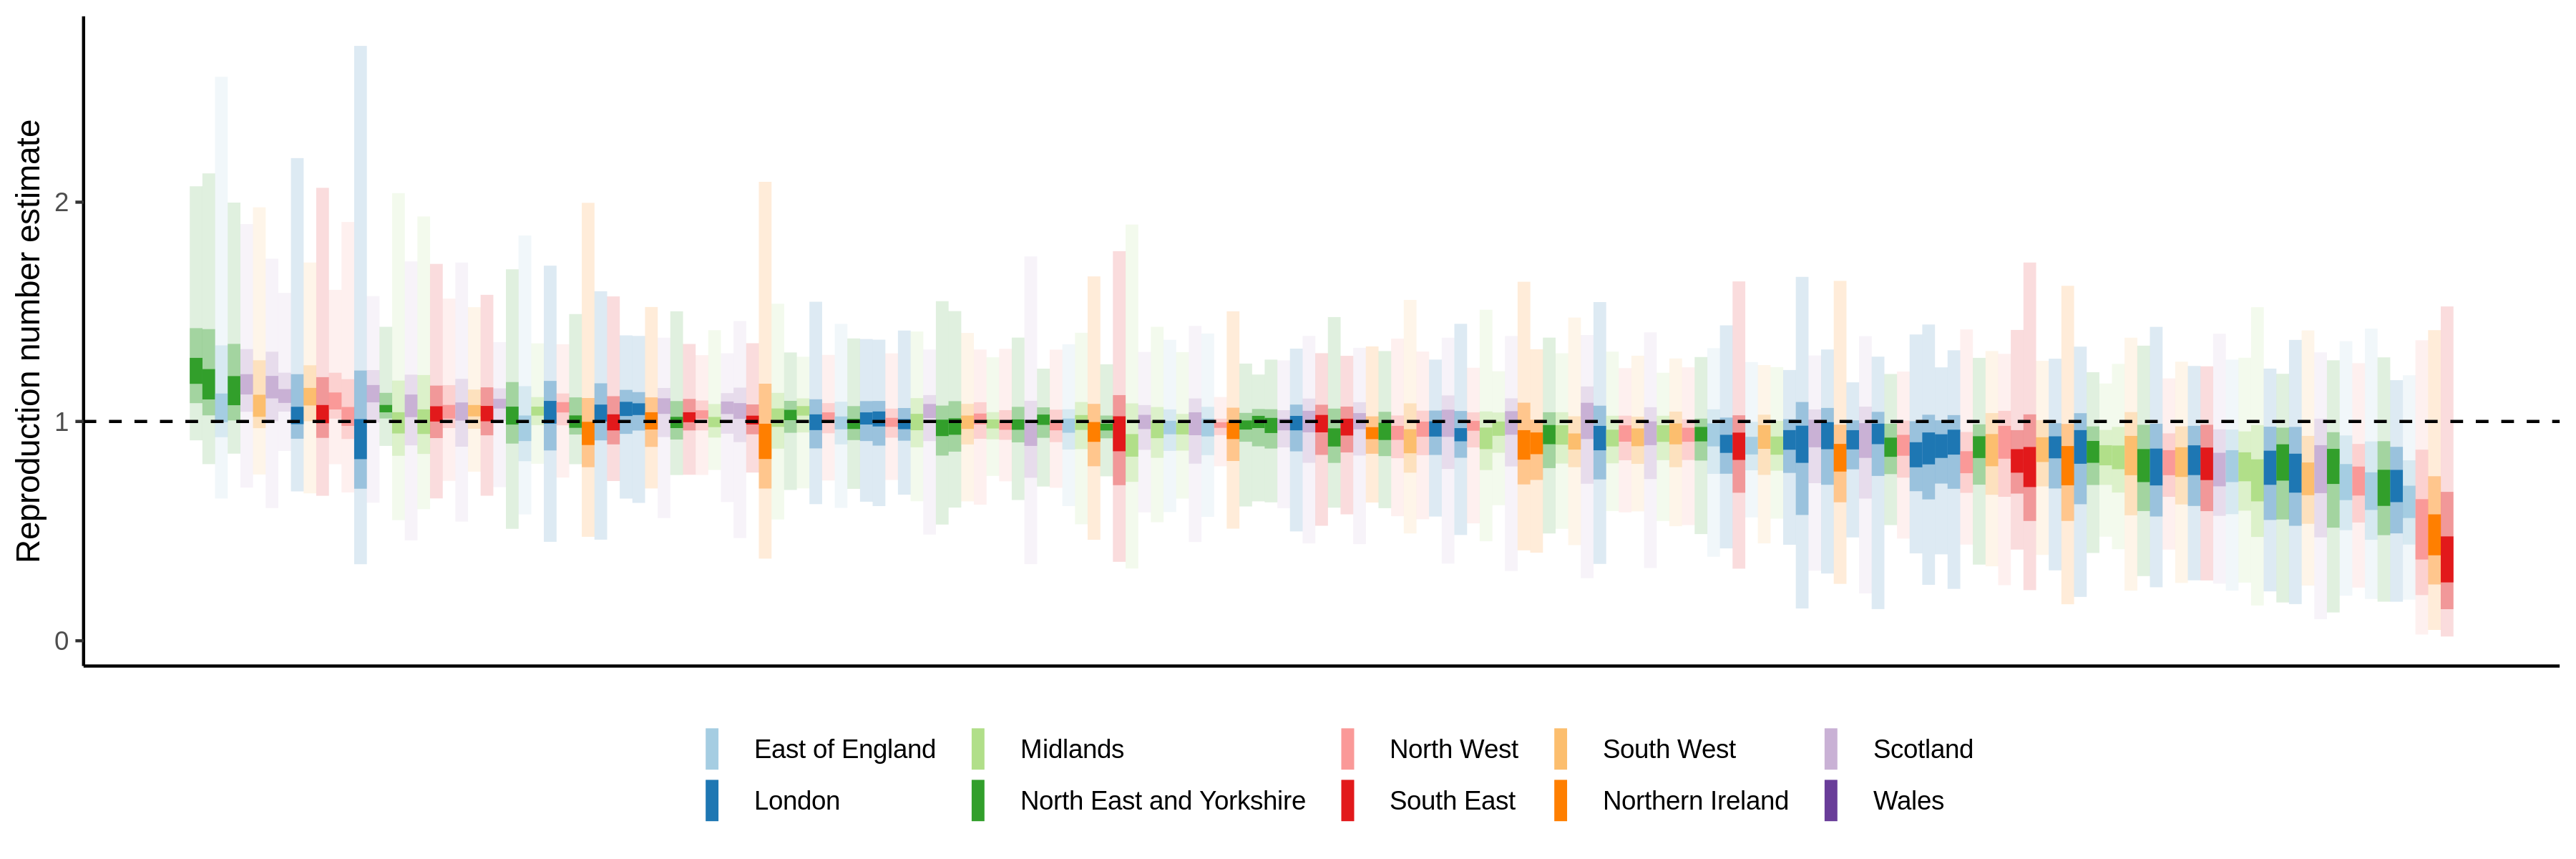 Reproduction number estimate
2
1
0
East of England
Midlands
North West
South West
Scotland
London
North East and Yorkshire
South East
Northern Ireland
Wales